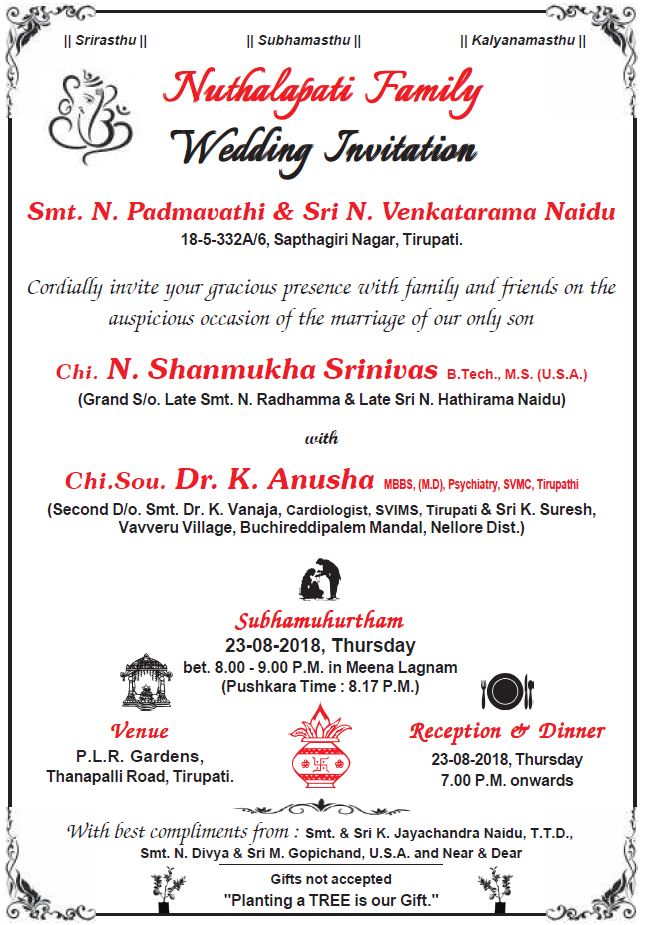 || Srirasthu || || Subhamasthu || || Kalyanamasthu ||
Nuthalapati Family
Wedding Invitation
Smt. N. Padmavathi & Sri N. Venkatarama Naidu
18-5-332A/6, Sapthagiri Nagar, Tirupati.
Cordially invite your gracious presence with family and friends on the
auspicious occasion of the marriage of our only son
Chi. N. Shanmukha Srinivas B.Tech., M.S. (U.S.A.)
(Grand S/o. Late Smt. N. Radhamma & Late Sri N. Hathirama Naidu)
with
Chi.Sou. Dr. K. Anusha MBBS, (M.D), Psychiatry, SVMC, Tirupathi
(Second D/o. Smt. Dr. K. Vanaja, Cardiologist, SVIMS, Tirupati & Sri K. Suresh,
Vavveru Village, Buchireddipalem Mandal, Nellore Dist.)
Subhamuhurtham
23-08-2018, Thursday
bet. 8.00 - 9.00 P.M. in Meena Lagnam
(Pushkara Time : 8.17 P.M.)
Venue
P.L.R. Gardens,
Thanapalli Road, Tirupati.
Reception & Dinner
23-08-2018, Thursday
7.00 P.M. onwards
With best compliments from : Smt. & Sri K. Jayachandra Naidu, T.T.D.,
Smt. N. Divya & Sri M. Gopichand, U.S.A. and Near & Dear
Gifts not accepted
"Planting a TREE is our Gift."